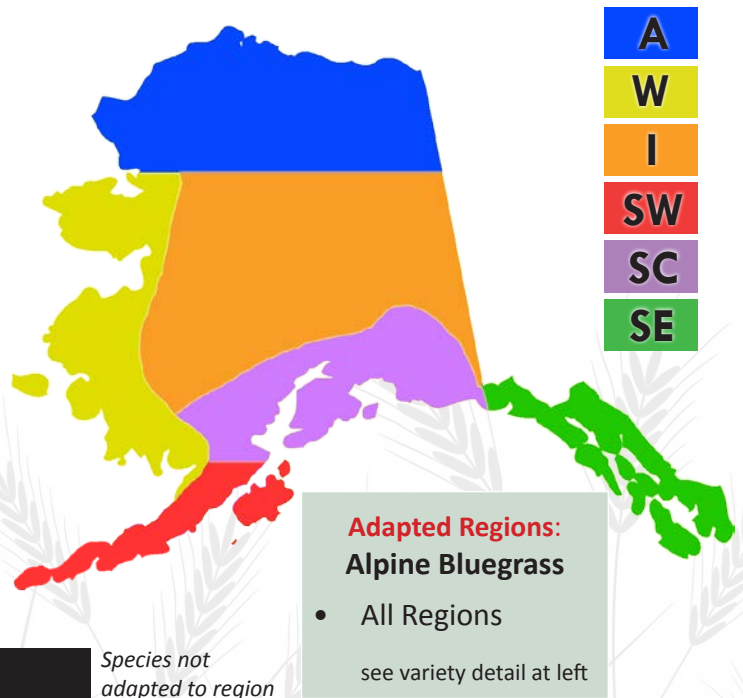 A
W
I
SW
SC
SE
Adapted Regions:
Alpine Bluegrass
• All Regions
see variety detail at left
Species not
adapted to region